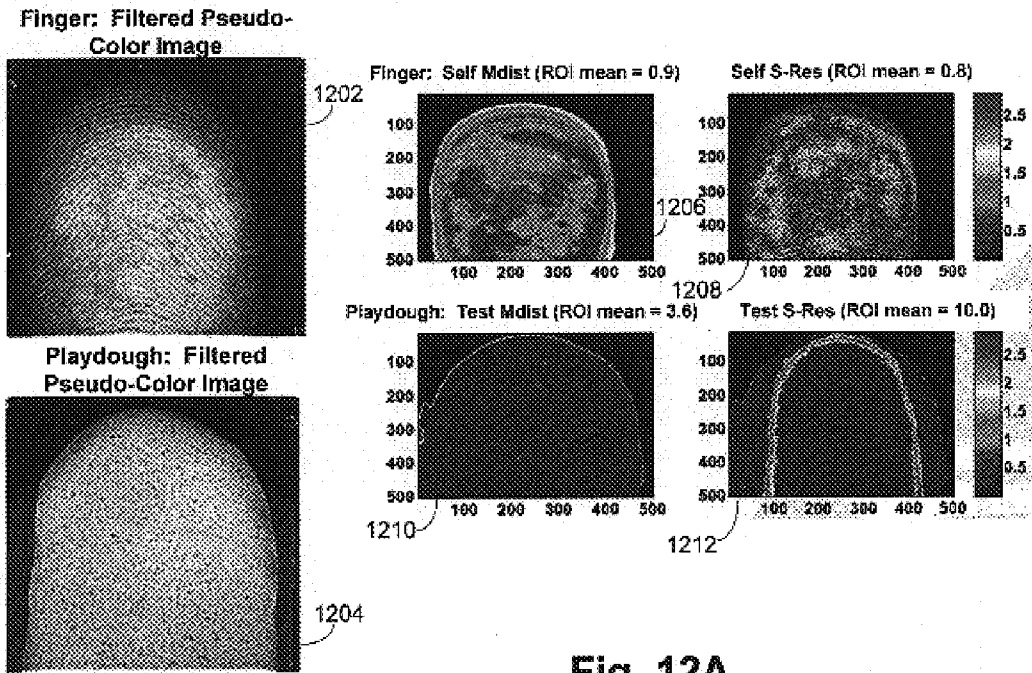 Finger: Filtered Pseudo-
Color Image
1202
Finger: Self Mdist (ROI mean = 0.9)
100
200
300
400
500
100 200 300 400 500
1206
Self S-Res (ROI mean = 0.8)
100
200
300
400
500
100 200 300 400 500
1208
2.5
2
1.5
1
0.5
Playdough: Filtered
Pseudo-Color Image
1204
Playdough: Test Mdist (ROI mean = 3.6)
100
200
300
400
500
100 200 300 400 500
1210
Test S-Res (ROI mean = 10.0)
100
200
300
400
500
100 200 300 400 500
1212
2.5
2
1.5
1
0.5
Fig. 12A